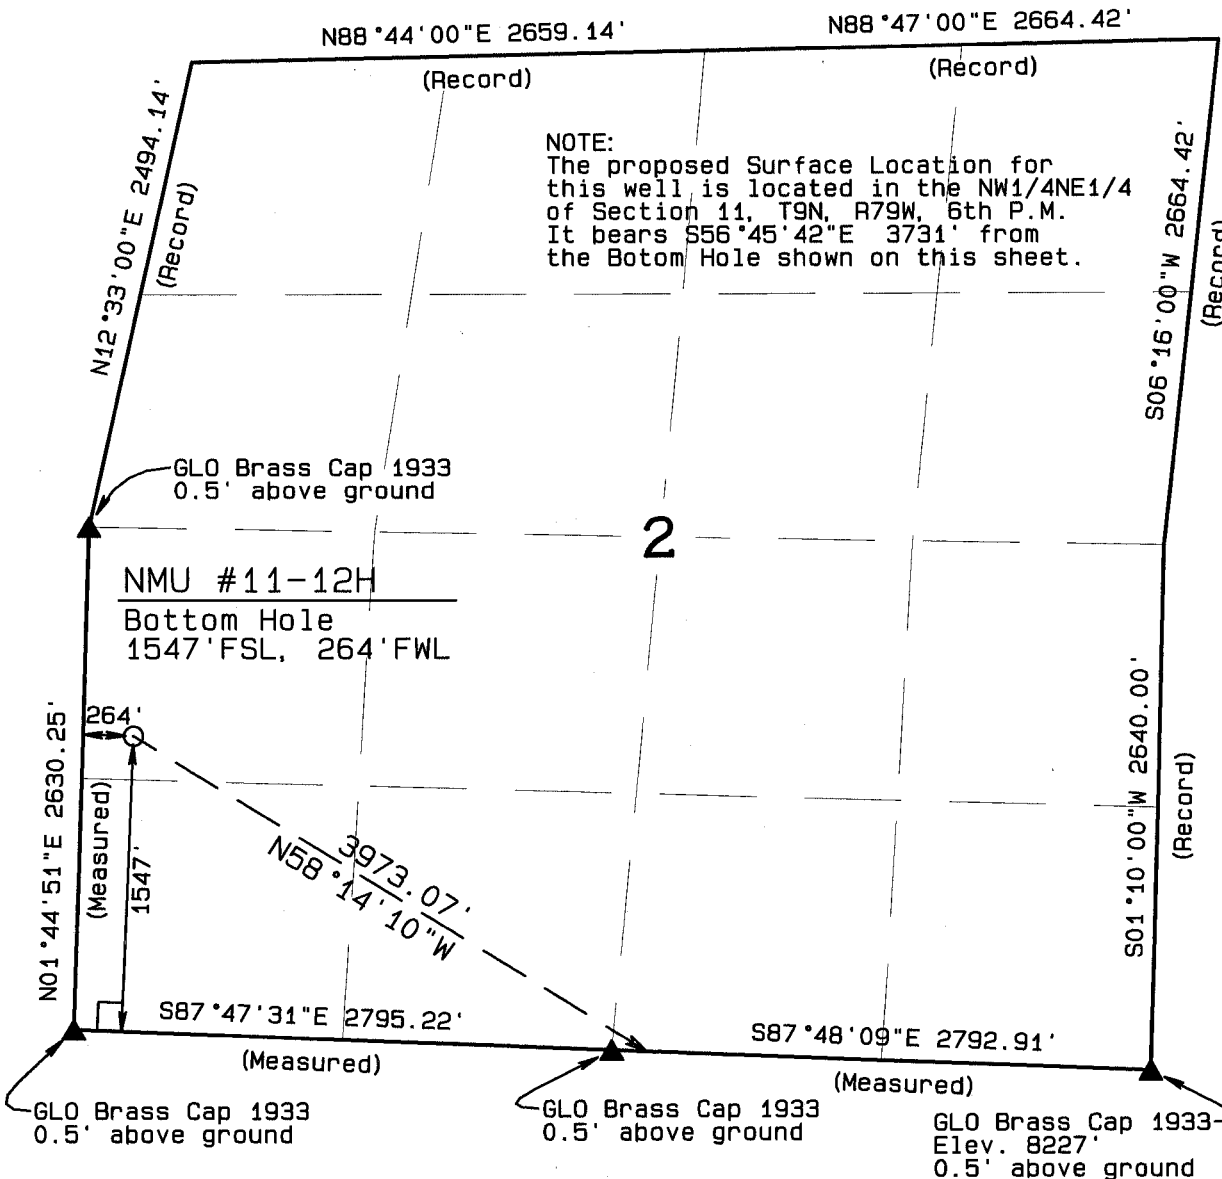 N88°44'00"E 2659.14'
(Record)
N88°47'00"E 2664.42'
(Record)
N12°33'00"E 2494.14'
(Record)
NOTE:
The proposed Surface Location for
this well is located in the NW1/4NE1/4
of Section 11, T9N, R79W, 6th P.M.
It bears S56°45'42"E 3731' from
the Botom Hole shown on this sheet.
S06°16'00"W 2664.42'
(Record)
GLO Brass Cap 1933
0.5' above ground
2
NMU #11-12H
Bottom Hole
1547'FSL, 264'FWL
264'
1547'
N01°44'51"E 2630.25'
(Measured)
3973.07'
N58°14'10"W
S01°10'00"W 2640.00'
(Record)
S87°47'31"E 2795.22'
(Measured)
S87°48'09"E 2792.91'
(Measured)
GLO Brass Cap 1933
0.5' above ground
GLO Brass Cap 1933
0.5' above ground
GLO Brass Cap 1933
Elev. 8227'
0.5' above ground